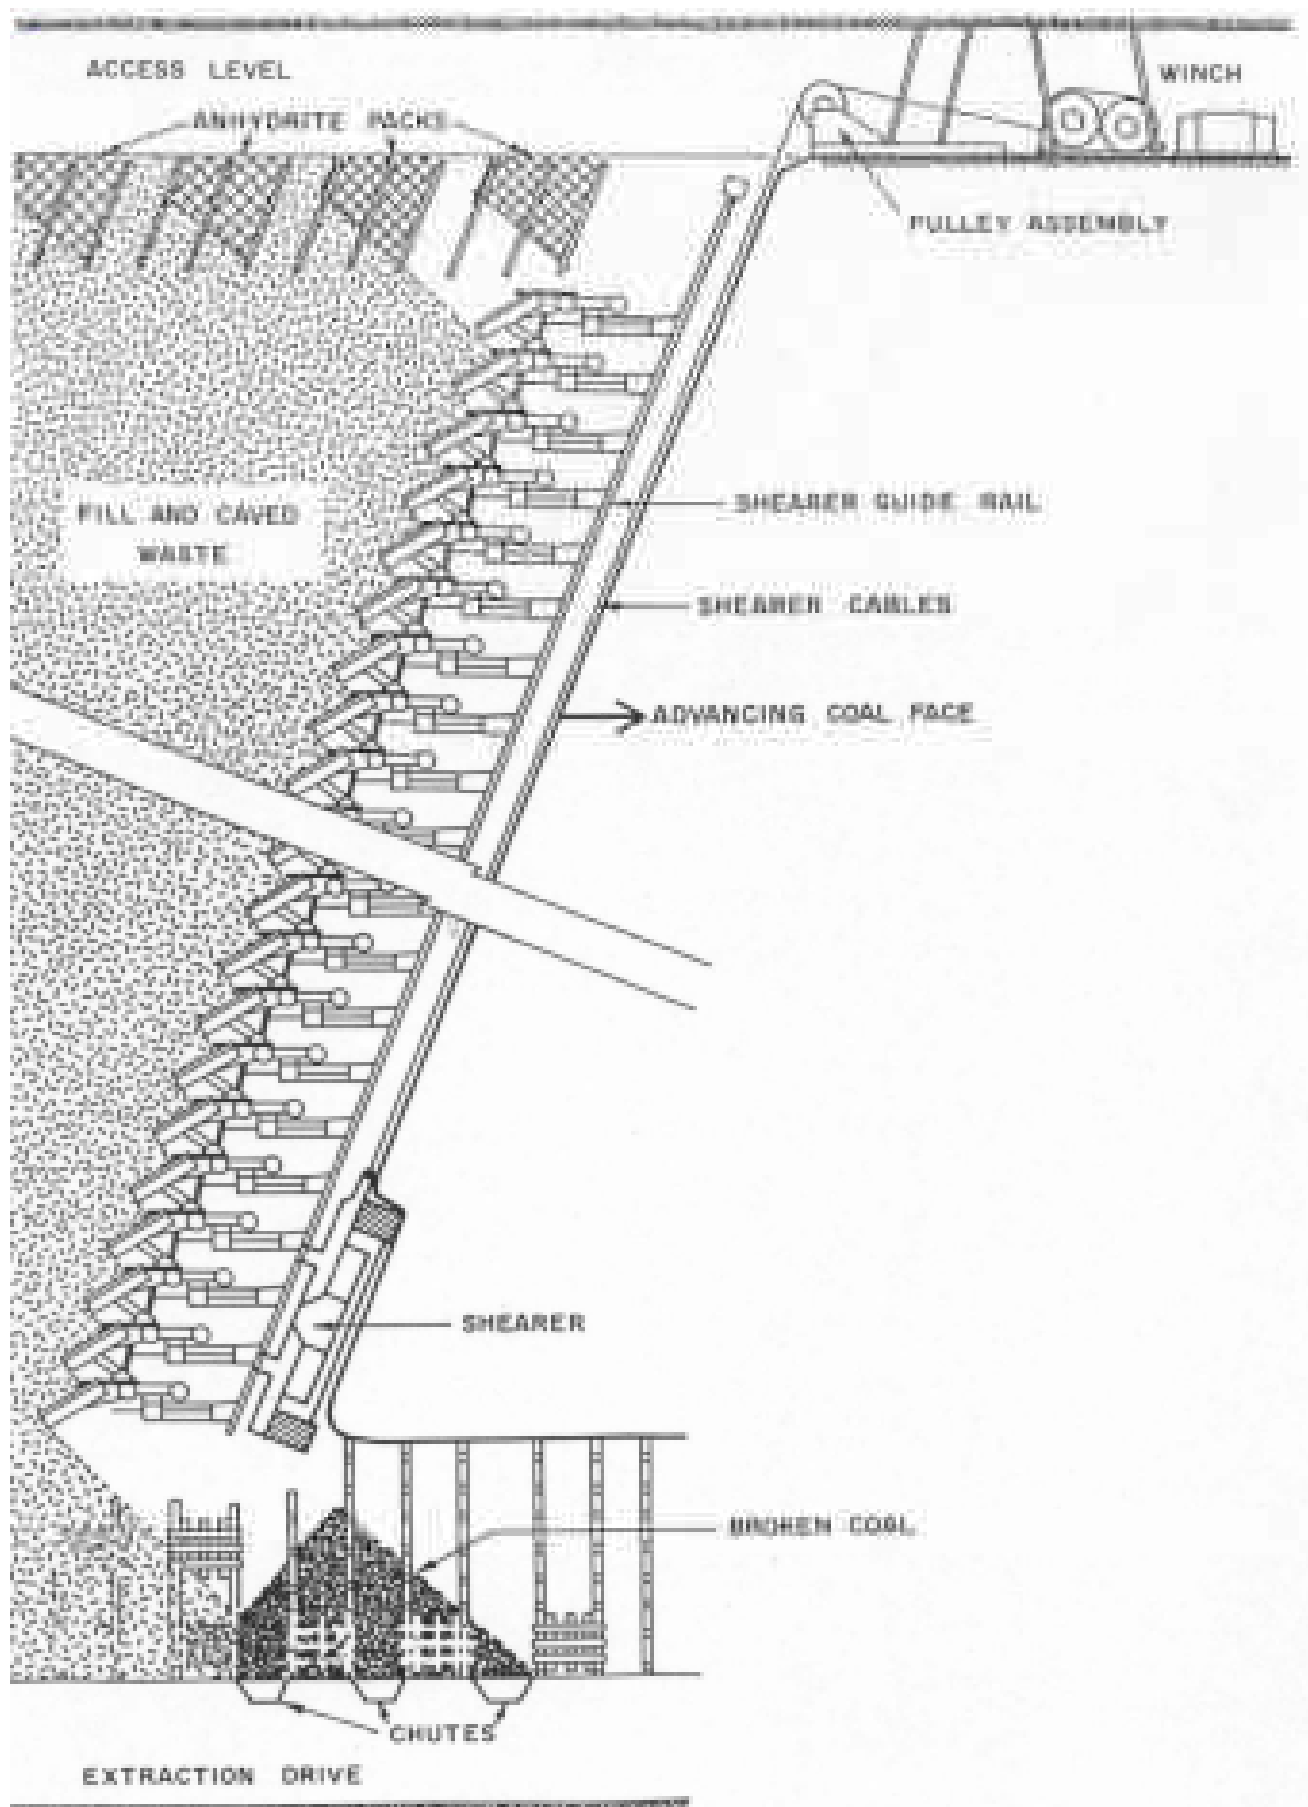 ACCESS LEVEL
WINCH
ANHYDRITE PACKS
PULLEY ASSEMBLY
SHEARER GUIDE RAIL
FILL AND CAVED
WASTE
SHEARER CABLES
ADVANCING COAL FACE
SHEARER
BROKEN COAL
CHUTES
EXTRACTION DRIVE